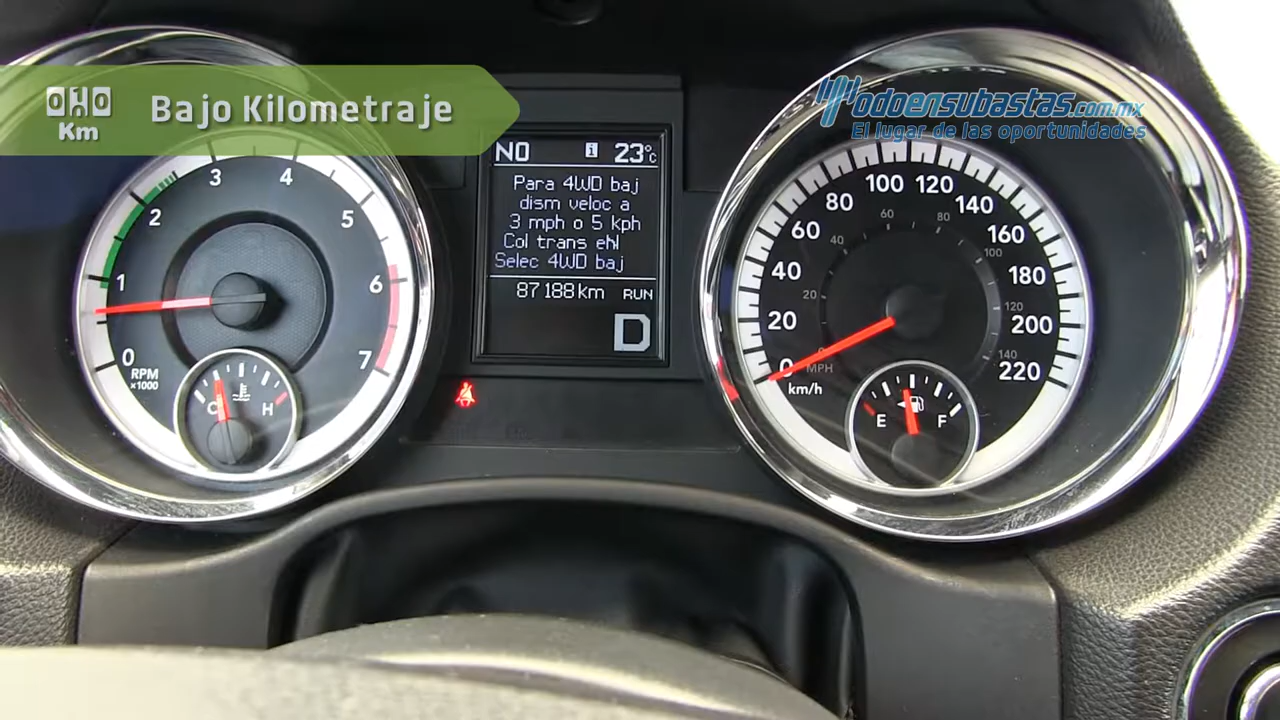 Bajo Kilometraje
Km
Todoensubastas.com.mx
El lugar de las oportunidades
NO i 23°C
Para 4WD baj
dism veloc a
3 mph o 5 kph
Col trans ehl
Selec 4WD baj
87188km RUN
D
0 1 2 3 4 5 6 7
RPM
x1000
C H
0 20 40 60 80 100 120 140 160 180 200 220
0 20 40 60 80 100 120 140
MPH
km/h
E F